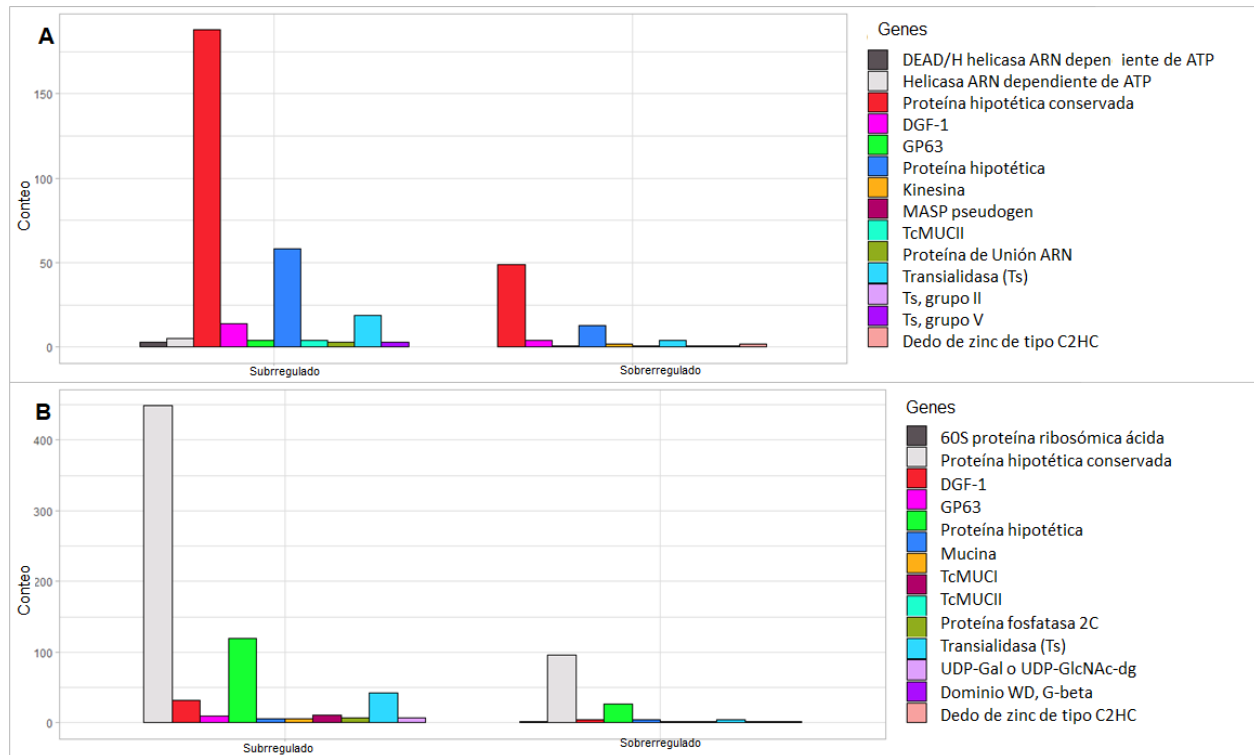 A
Genes
DEAD/H helicasa ARN depen iente de ATP
Helicasa ARN dependiente de ATP
Proteína hipotética conservada
DGF-1
GP63
Proteína hipotética
Kinesina
MASP pseudogen
TcMUCII
Proteína de Unión ARN
Transialidasa (Ts)
Ts, grupo II
Ts, grupo V
Dedo de zinc de tipo C2HC
Conteo
150
100
50
0
Subrregulado
Sobrerregulado
B
Genes
60S proteína ribosómica ácida
Proteína hipotética conservada
DGF-1
GP63
Proteína hipotética
Mucina
TcMUCI
TcMUCII
Proteína fosfatasa 2C
Transialidasa (Ts)
UDP-Gal o UDP-GlcNAc-dg
Dominio WD, G-beta
Dedo de zinc de tipo C2HC
Conteo
400
300
200
100
0
Subrregulado
Sobrerregulado